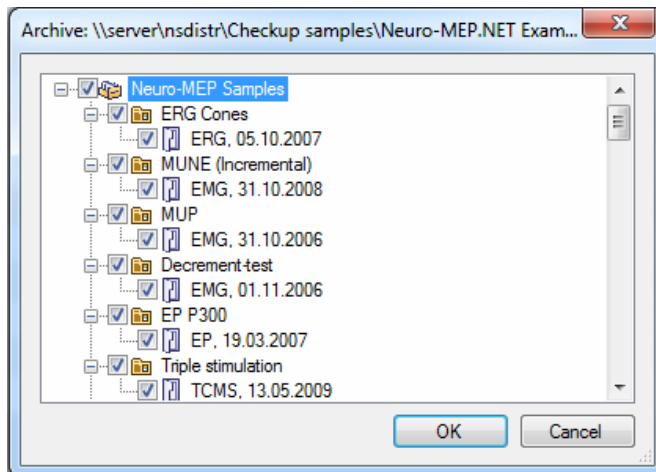 Archive: \\server\nsdistr\Checkup samples\Neuro-MEP.NET Exam...
Neuro-MEP Samples
ERG Cones
ERG, 05.10.2007
MUNE (Incremental)
EMG, 31.10.2008
MUP
EMG, 31.10.2006
Decrement-test
EMG, 01.11.2006
EP P300
EP, 19.03.2007
Triple stimulation
TCMS, 13.05.2009
OK Cancel